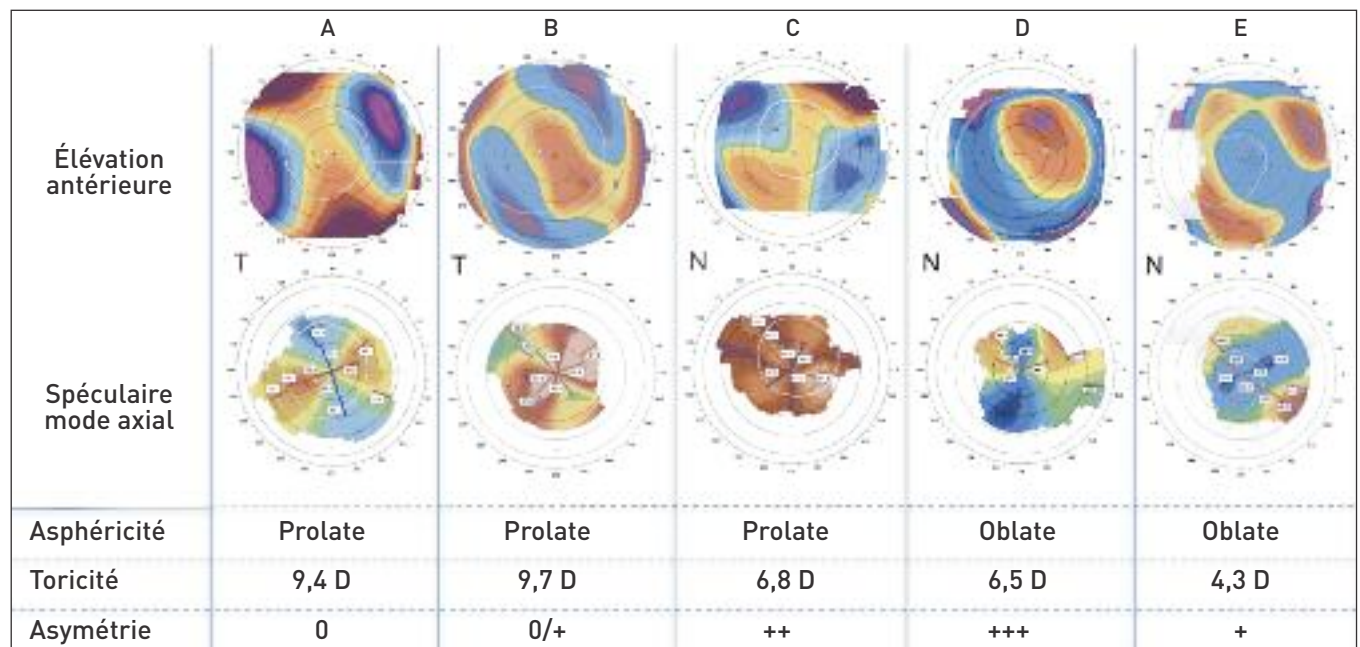 A B C D E
Élévation
antérieure
T T N N N
Spéculaire
mode axial
Asphéricité Prolate Prolate Prolate Oblate Oblate
Toricité 9,4 D 9,7 D 6,8 D 6,5 D 4,3 D
Asymétrie 0 0/+ ++ +++ +